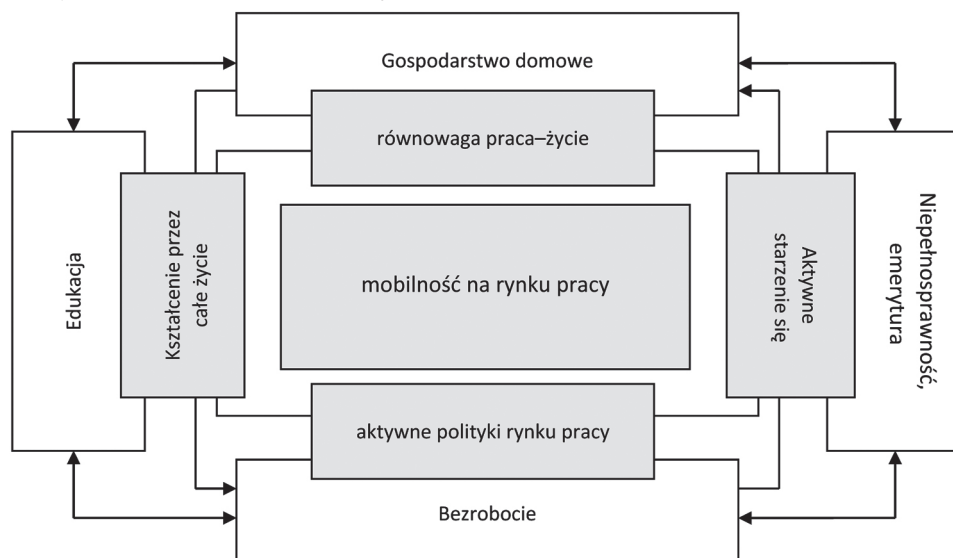 Gospodarstwo domowe
równowaga praca–życie
Edukacja
Kształcenie przez
całe życie
mobilność na rynku pracy
Aktywne
starzenie się
Niepełnosprawność,
emerytura
aktywne polityki rynku pracy
Bezrobocie